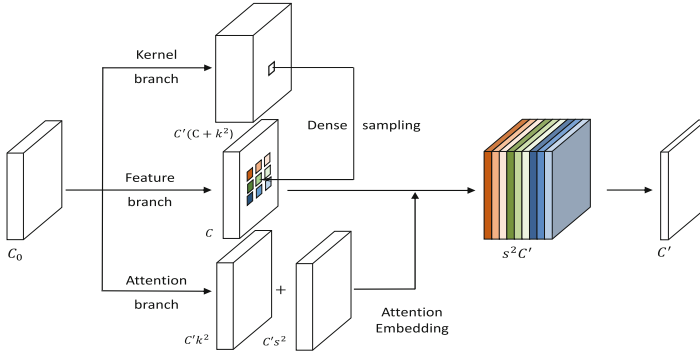 Kernel
branch
C′(C + k²)
Dense sampling
C₀
Feature
branch
C
s²C′
C′
Attention
branch
+
C′k²
C′s²
Attention
Embedding